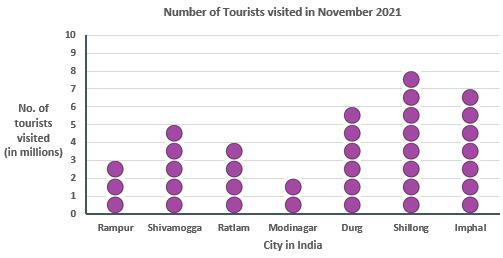 Number of Tourists visited in November 2021
10
9
8
7
6
5
4
3
2
1
0
No. of
tourists
visited
(in millions)
Rampur Shivamogga Ratlam Modinagar Durg Shillong Imphal
City in India